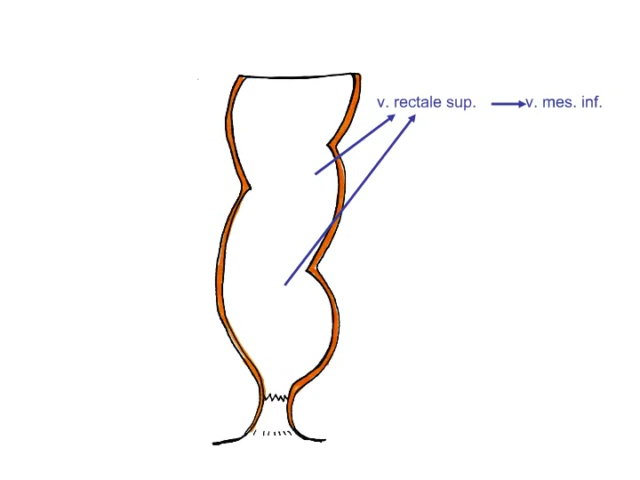 v. rectale sup. v. mes. inf.